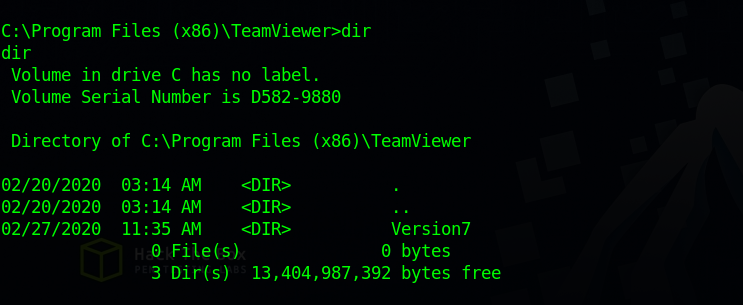 C:\Program Files (x86)\TeamViewer>dir
dir
 Volume in drive C has no label.
 Volume Serial Number is D582-9880

 Directory of C:\Program Files (x86)\TeamViewer

02/20/2020  03:14 AM    <DIR>          .
02/20/2020  03:14 AM    <DIR>          ..
02/27/2020  11:35 AM    <DIR>          Version7
               0 File(s)              0 bytes
               3 Dir(s)  13,404,987,392 bytes free